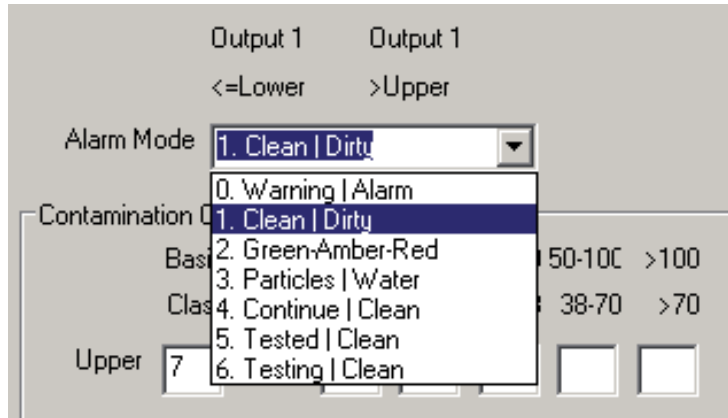 Output 1 Output 1
<=Lower >Upper
Alarm Mode 1. Clean | Dirty
0. Warning | Alarm
Contamination 1. Clean | Dirty
2. Green-Amber-Red 50-100 >100
3. Particles | Water
4. Continue | Clean 38-70 >70
5. Tested | Clean
Upper 7
6. Testing | Clean